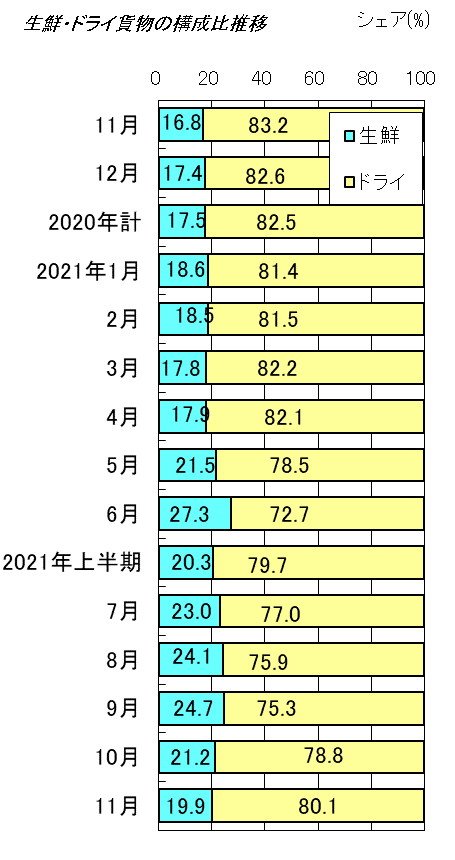 生鮮・ドライ貨物の構成比推移
シェア(%)
0 20 40 60 80 100
11月 16.8 83.2
生鮮
12月 17.4 82.6
ドライ
2020年計 17.5 82.5
2021年1月 18.6 81.4
2月 18.5 81.5
3月 17.8 82.2
4月 17.9 82.1
5月 21.5 78.5
6月 27.3 72.7
2021年上半期 20.3 79.7
7月 23.0 77.0
8月 24.1 75.9
9月 24.7 75.3
10月 21.2 78.8
11月 19.9 80.1